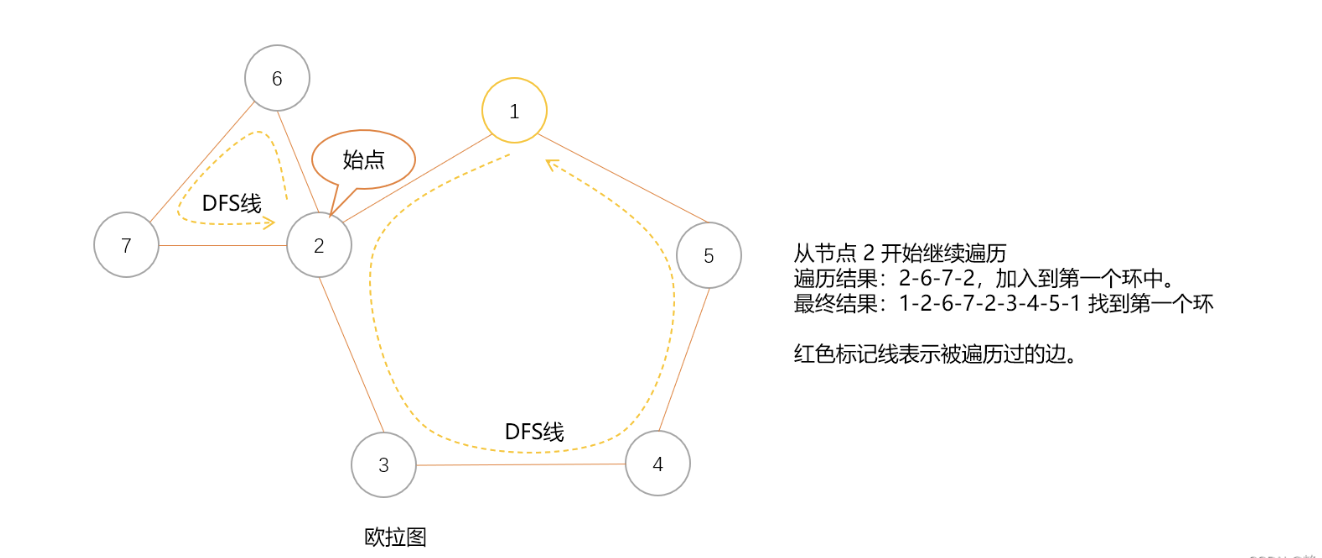 6
1
始点
DFS线
7
2
5
从节点 2 开始继续遍历
遍历结果：2-6-7-2，加入到第一个环中。
最终结果：1-2-6-7-2-3-4-5-1 找到第一个环
红色标记线表示被遍历过的边。
DFS线
3
4
欧拉图